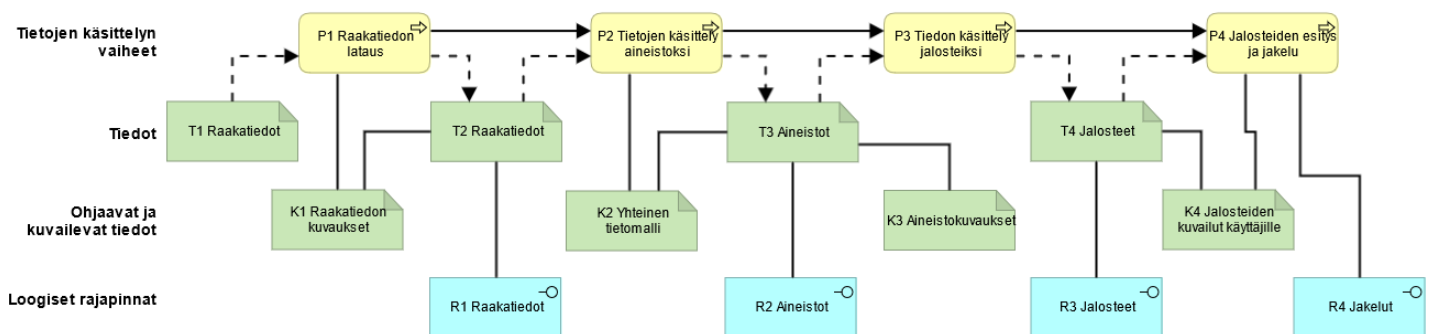 Tietojen käsittelyn
vaiheet
P1 Raakatiedon
lataus
P2 Tietojen käsittely
aineistoksi
P3 Tiedon käsittely
jalosteiksi
P4 Jalosteiden esitys
ja jakelu
Tiedot
T1 Raakatiedot
T2 Raakatiedot
T3 Aineistot
T4 Jalosteet
Ohjaavat ja
kuvailevat tiedot
K1 Raakatiedon
kuvaukset
K2 Yhteinen
tietomalli
K3 Aineistokuvaukset
K4 Jalosteiden
kuvailut käyttäjille
Loogiset rajapinnat
R1 Raakatiedot
R2 Aineistot
R3 Jalosteet
R4 Jakelut